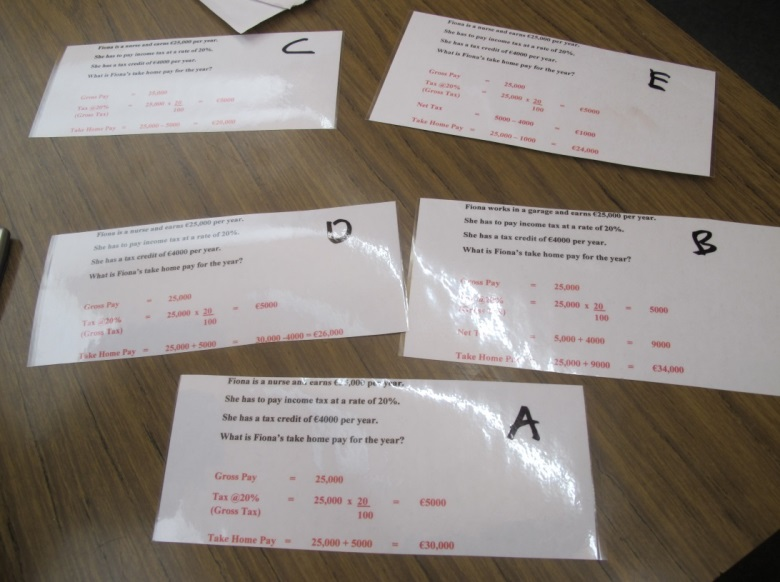 C
Fiona is a nurse and earns €25,000 per year.
She has to pay income tax at a rate of 20%.
She has a tax credit of €4000 per year.
What is Fiona's take home pay for the year?
Gross Pay = 25,000
Tax @20% = 25,000 x = €5000
(Gross Tax) 100
Take Home Pay = 25,000 – 5000 =
E
Fiona is a nurse and earns €25,000 per year.
She has to pay income tax at a rate of 20%.
She has a tax credit of €4000 per year.
What is Fiona's take home pay for the year?
Gross Pay = 25,000
Tax @20% = 25,000 x 20 = €5000
(Gross Tax) 100
Net Tax = 5000 – 4000 = €1000
Take Home Pay = 25,000 – 1000 = €24,000
D
Fiona is a nurse and earns €25,000 per year.
She has to pay income tax at a rate of 20%.
She has a tax credit of €4000 per year.
What is Fiona's take home pay for the year?
Gross Pay = 25,000
Tax @20% = 25,000 x 20 = €5000
(Gross Tax) 100
Take Home Pay = 25,000 + 5000 = 30,000 -4000 = €26,000
B
Fiona works in a garage and earns €25,000 per year.
She has to pay income tax at a rate of 20%.
She has a tax credit of €4000 per year.
What is Fiona's take home pay for the year?
Gross Pay = 25,000
= 25,000 x 20 = 5000
100
= 5,000 + 4000 = 9000
Take Home = 25,000 + 9000 = €34,000
A
Fiona is a nurse and earns per year.
She has to pay income tax at a rate of 20%.
She has a tax credit of €4000 per year.
What is Fiona's take home pay for the year?
Gross Pay = 25,000
Tax @20% = 25,000 x 20 = €5000
(Gross Tax) 100
Take Home Pay = 25,000 + 5000 = €30,000